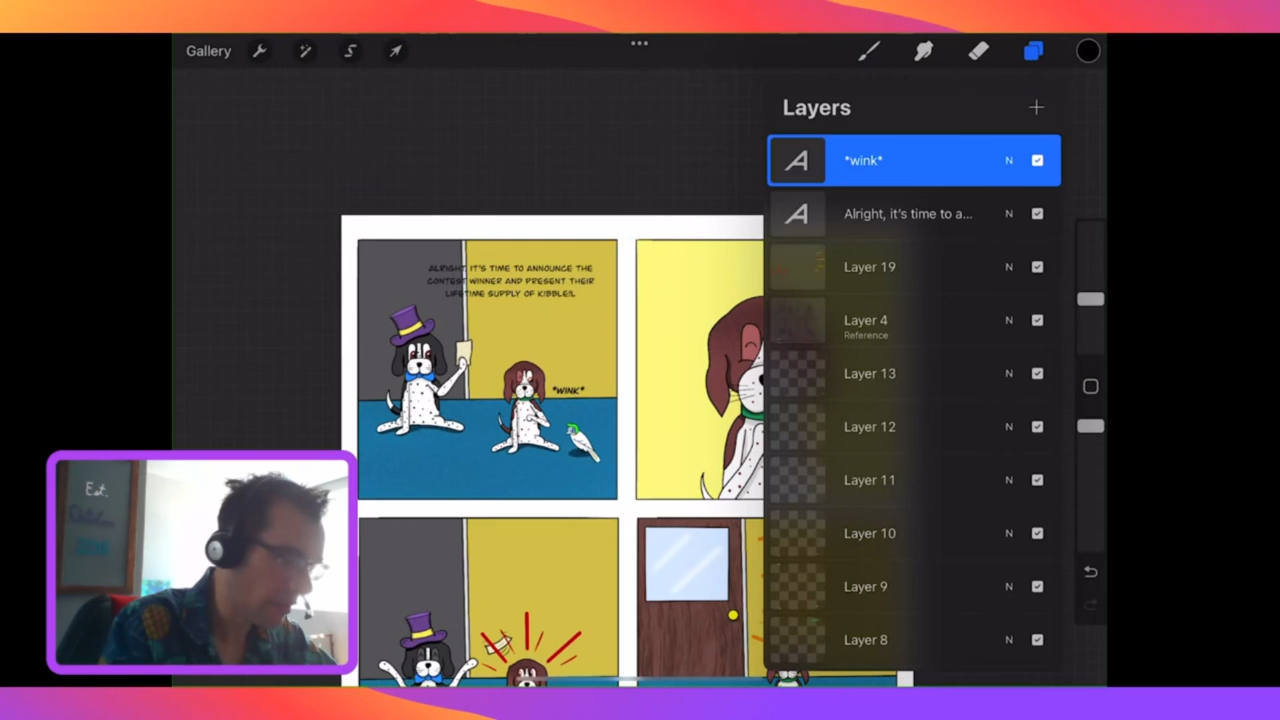 Gallery
Layers
*wink*
N
Alright, it's time to a...
N
Layer 19
N
Layer 4
N
Reference
Layer 13
N
Layer 12
N
Layer 11
N
Layer 10
N
Layer 9
N
Layer 8
N
ALRIGHT, IT'S TIME TO ANNOUNCE THE
CONTEST WINNER AND PRESENT THEIR
LIFETIME SUPPLY OF KIBBLE!
*WINK*
Est.
October